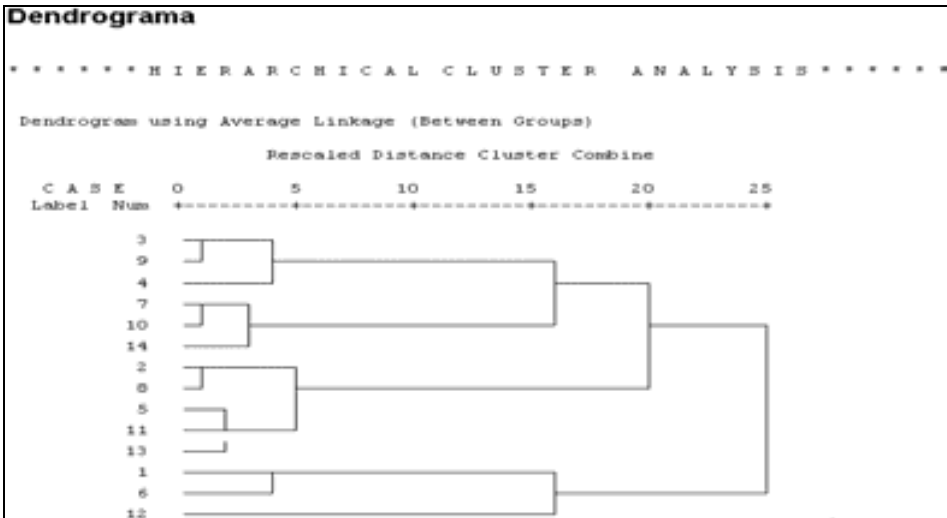 Dendrograma
* * * * * * H I E R A R C H I C A L   C L U S T E R   A N A L Y S I S * * * * * *
Dendrogram using Average Linkage (Between Groups)
Rescaled Distance Cluster Combine
C A S E 0 5 10 15 20 25
Label Num +---------+---------+---------+---------+---------+
3
9
4
7
10
14
2
8
5
11
13
1
6
12